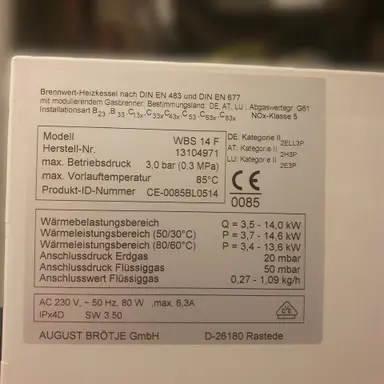 Brennwert-Heizkessel nach DIN EN 483 und DIN EN 677
mit modulierendem Gasbrenner; Bestimmungsland: DE, AT, LU; Abgaswertegr. G61
Installationsart B23, B33, C13x, C33x, C43x, C53, C63x, C83x NOx-Klasse 5
Modell WBS 14 F
Herstell-Nr. 13104971
max. Betriebsdruck 3,0 bar (0,3 MPa)
max. Vorlauftemperatur 85°C
Produkt-ID-Nummer CE-0085BL0514
DE: Kategorie II 2ELL3P
AT: Kategorie II 2H3P
LU: Kategorie II 2E3P
CE
0085
Wärmebelastungsbereich Q = 3,5 - 14,0 kW
Wärmeleistungsbereich (50/30°C) P = 3,7 - 14,6 kW
Wärmeleistungsbereich (80/60°C) P = 3,4 - 13,6 kW
Anschlussdruck Erdgas 20 mbar
Anschlussdruck Flüssiggas 50 mbar
Anschlusswert Flüssiggas 0,27 - 1,09 kg/h
AC 230 V, ~ 50 Hz, 80 W ,max. 6,3A
IPx4D SW 3.50
AUGUST BRÖTJE GmbH D-26180 Rastede